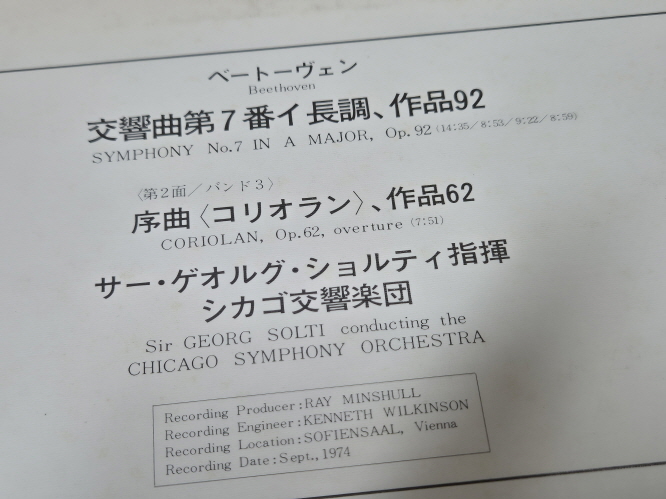 ベートーヴェン
Beethoven
交響曲第7番イ長調、作品92
SYMPHONY No.7 IN A MAJOR, Op.92 (14:35/8:53/9:22/8:59)
〈第2面/バンド3〉
序曲〈コリオラン〉、作品62
CORIOLAN, Op.62, overture (7:51)
サー・ゲオルグ・ショルティ指揮
シカゴ交響楽団
Sir GEORG SOLTI conducting the
CHICAGO SYMPHONY ORCHESTRA
Recording Producer:RAY MINSHULL
Recording Engineer:KENNETH WILKINSON
Recording Location:SOFIENSAAL, Vienna
Recording Date:Sept.,1974